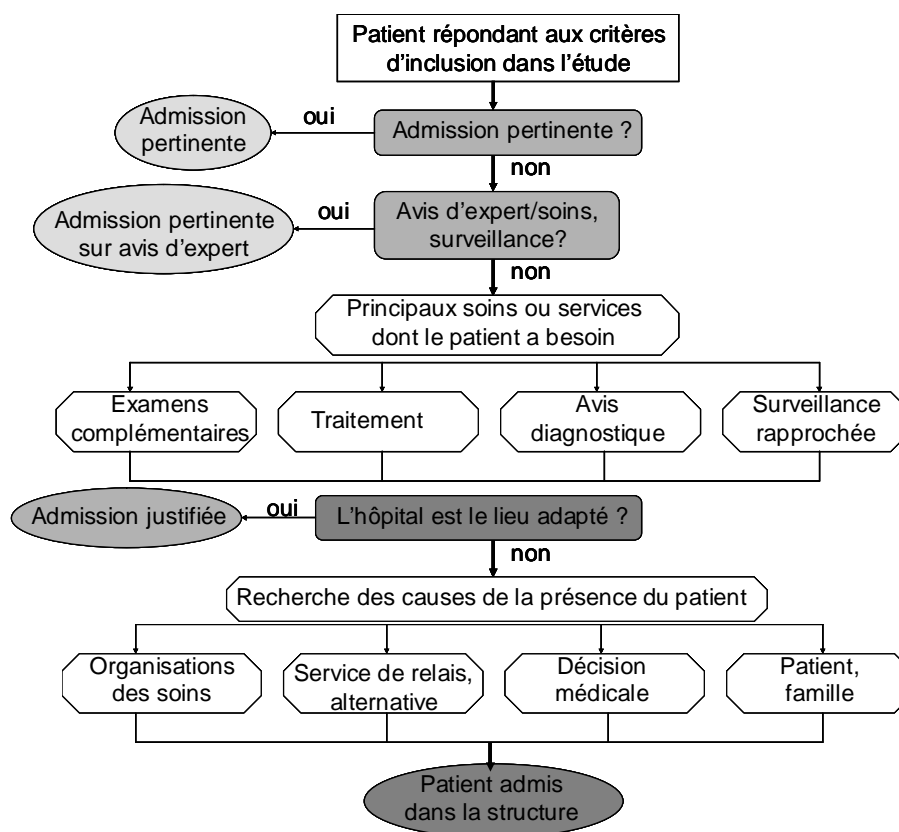 Patient répondant aux critères
d'inclusion dans l'étude
oui
Admission
pertinente
Admission pertinente ?
non
oui
Admission pertinente
sur avis d'expert
Avis d'expert/soins,
surveillance?
non
Principaux soins ou services
dont le patient a besoin
Examens
complémentaires
Traitement
Avis
diagnostique
Surveillance
rapprochée
Admission justifiée
oui
L'hôpital est le lieu adapté ?
non
Recherche des causes de la présence du patient
Organisations
des soins
Service de relais,
alternative
Décision
médicale
Patient,
famille
Patient admis
dans la structure